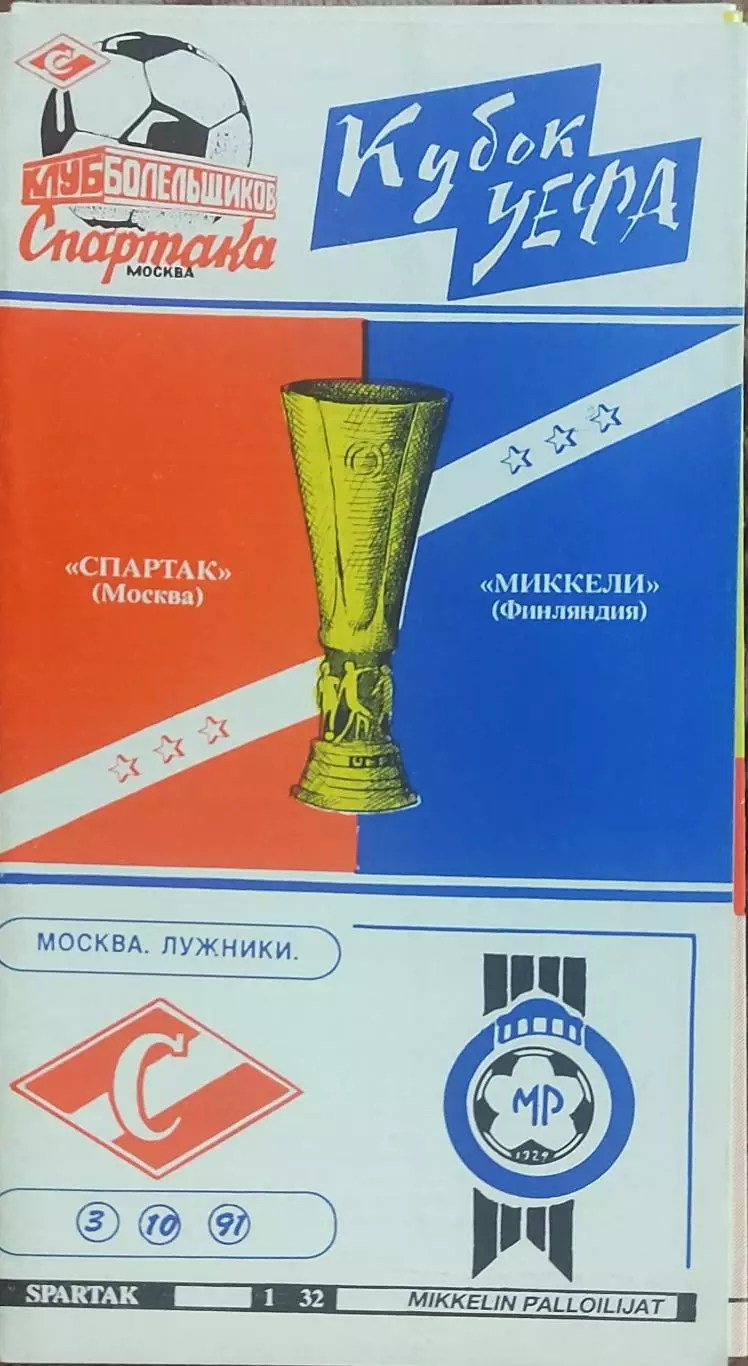 С
КЛУБ БОЛЕЛЬЩИКОВ
Спартака
МОСКВА
Кубок
УЕФА
«СПАРТАК»
(Москва)
«МИККЕЛИ»
(Финляндия)
МОСКВА. ЛУЖНИКИ.
С
MP
1929
3 10 91
SPARTAK 1 32 MIKKELIN PALLOILIJAT